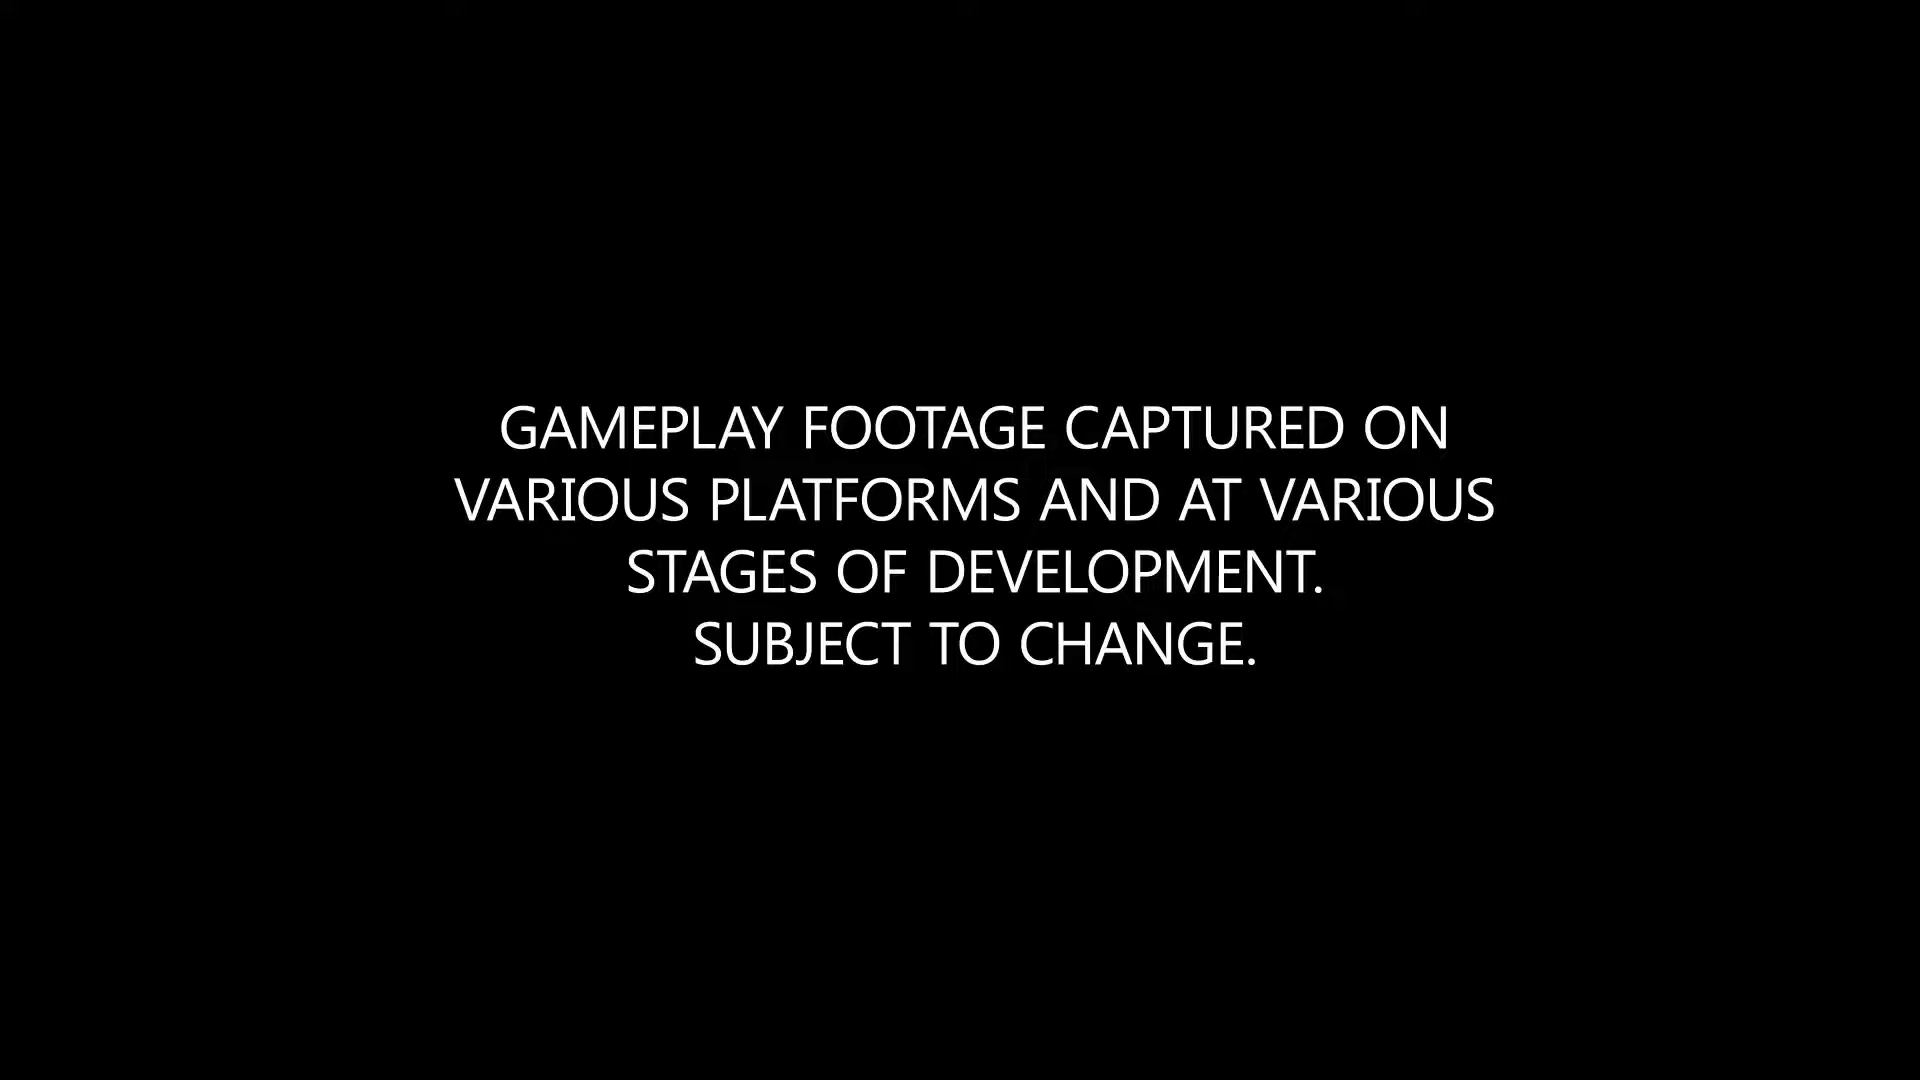 GAMEPLAY FOOTAGE CAPTURED ON
VARIOUS PLATFORMS AND AT VARIOUS
STAGES OF DEVELOPMENT.
SUBJECT TO CHANGE.